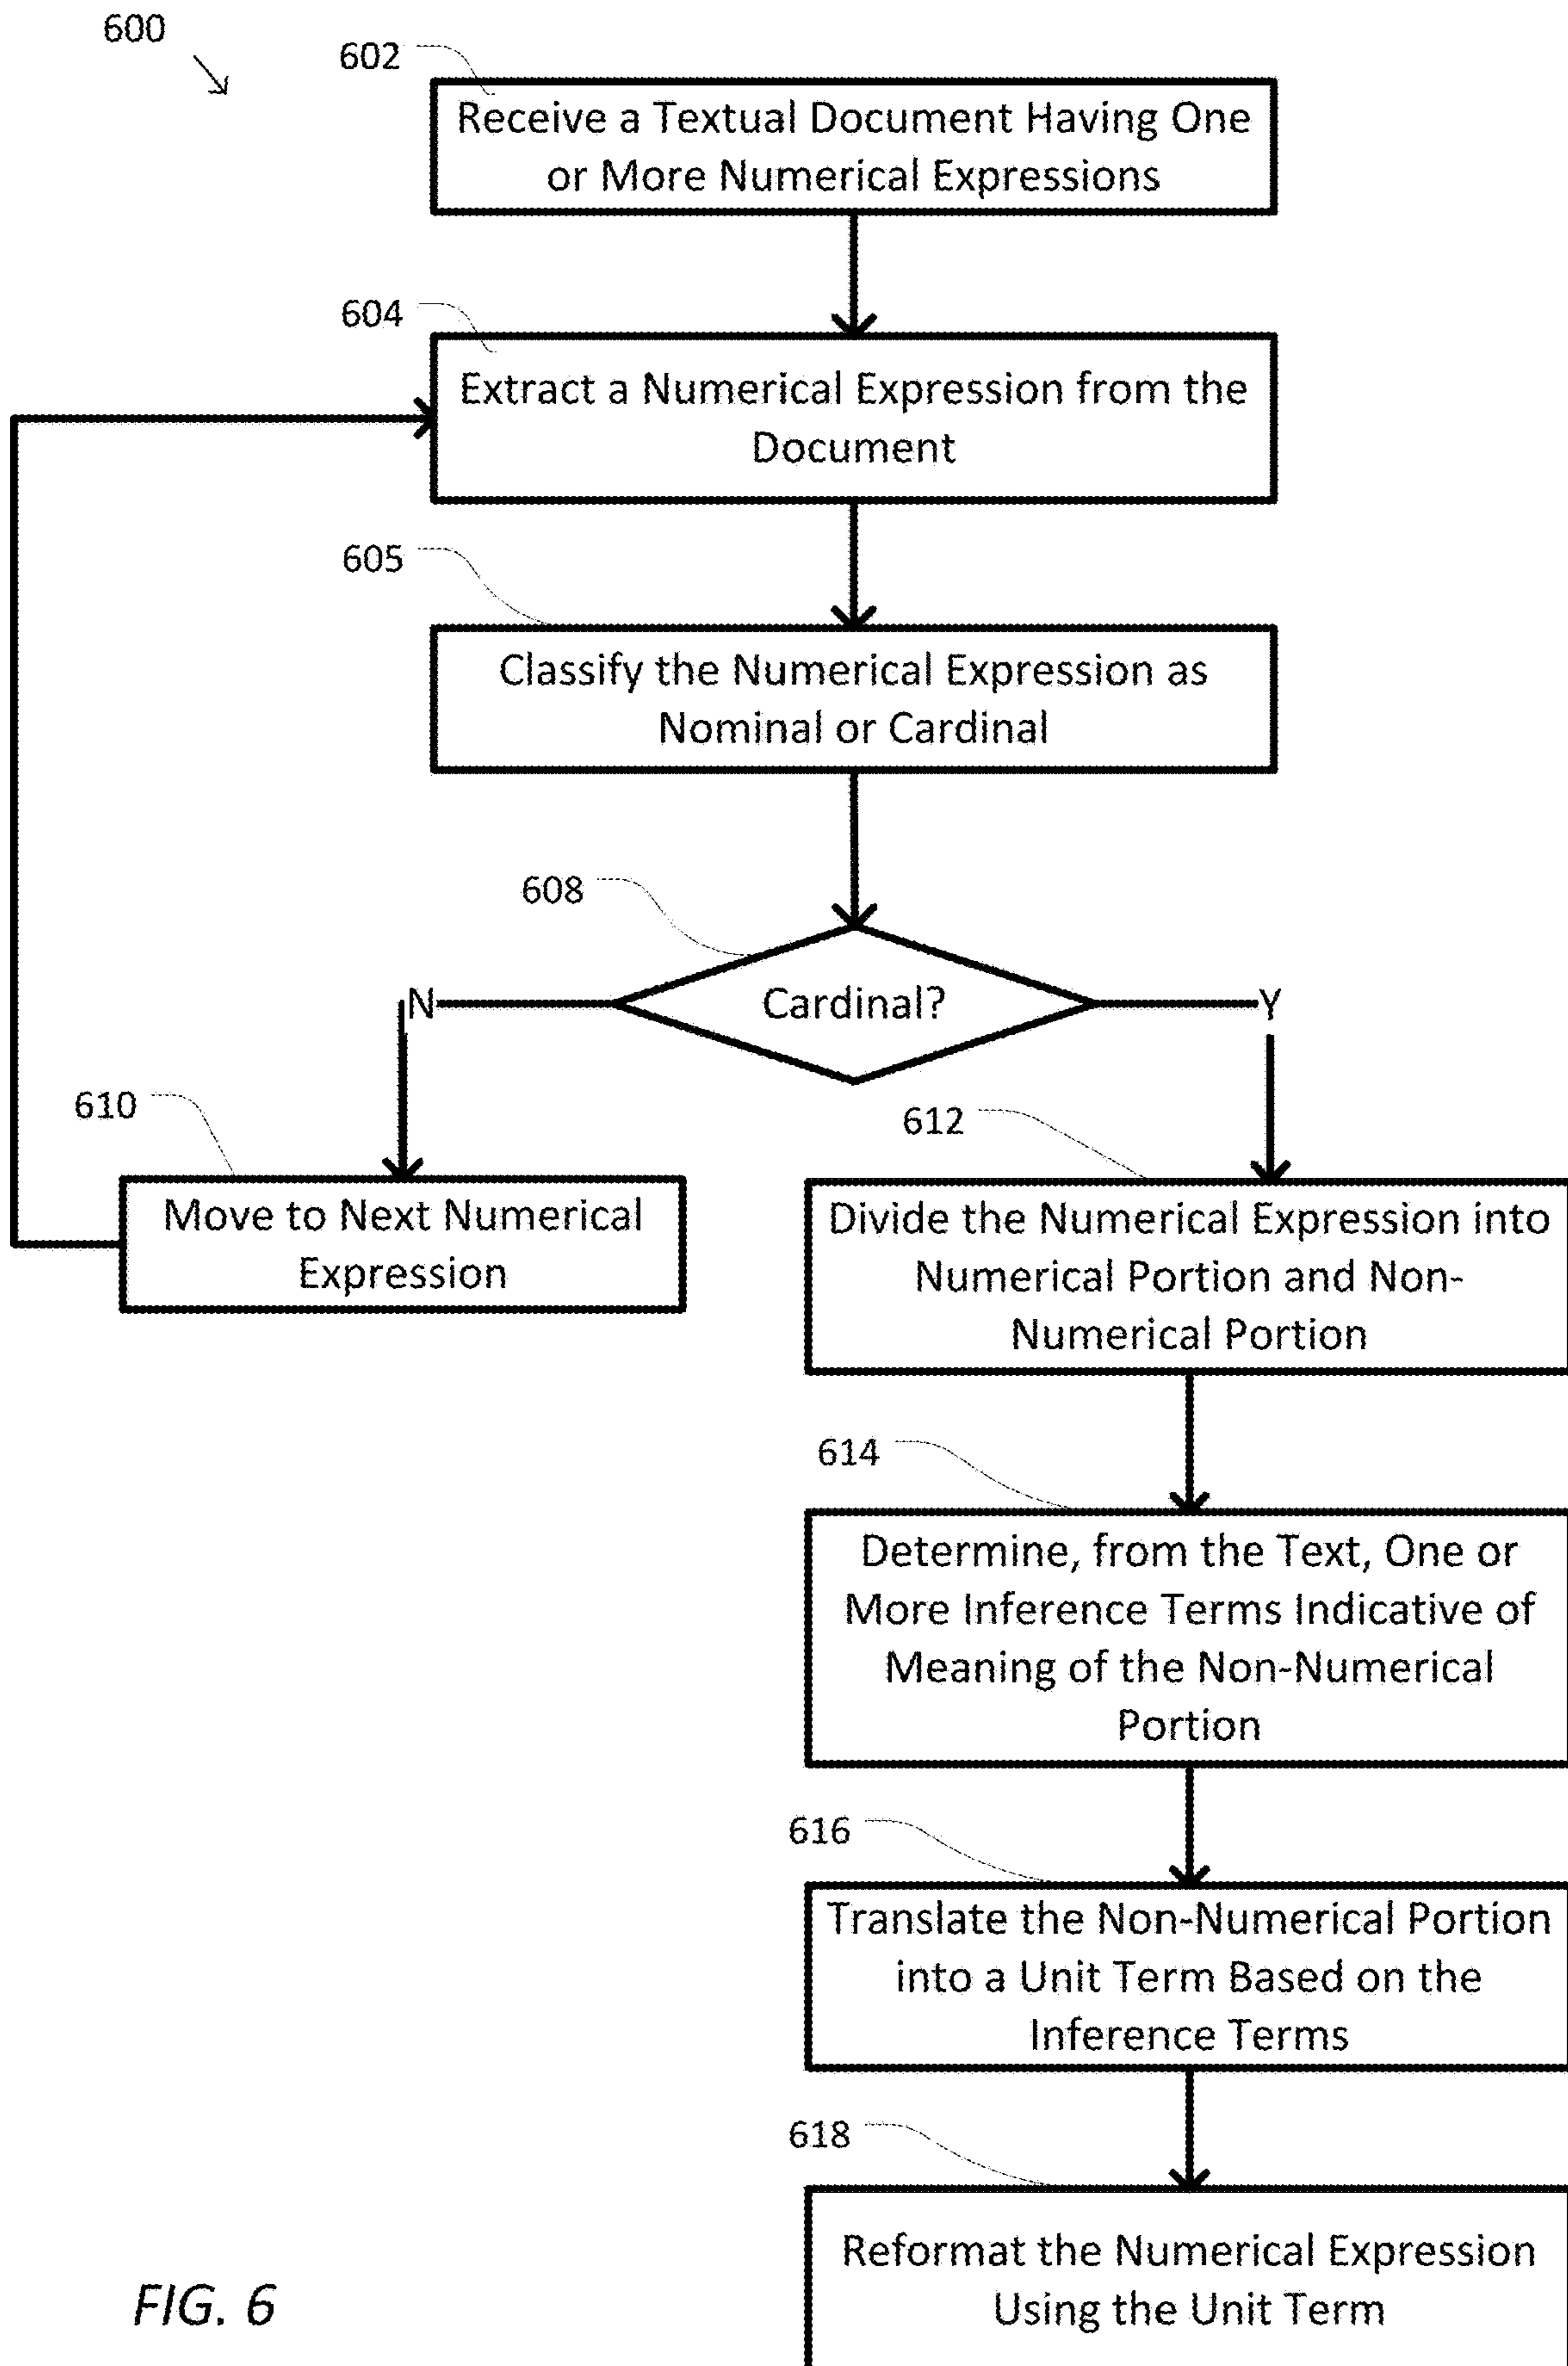 600
602
Receive a Textual Document Having One
or More Numerical Expressions
604
Extract a Numerical Expression from the
Document
605
Classify the Numerical Expression as
Nominal or Cardinal
608
Cardinal?
N
Y
610
Move to Next Numerical
Expression
612
Divide the Numerical Expression into
Numerical Portion and Non-
Numerical Portion
614
Determine, from the Text, One or
More Inference Terms Indicative of
Meaning of the Non-Numerical
Portion
616
Translate the Non-Numerical Portion
into a Unit Term Based on the
Inference Terms
618
Reformat the Numerical Expression
Using the Unit Term
FIG. 6